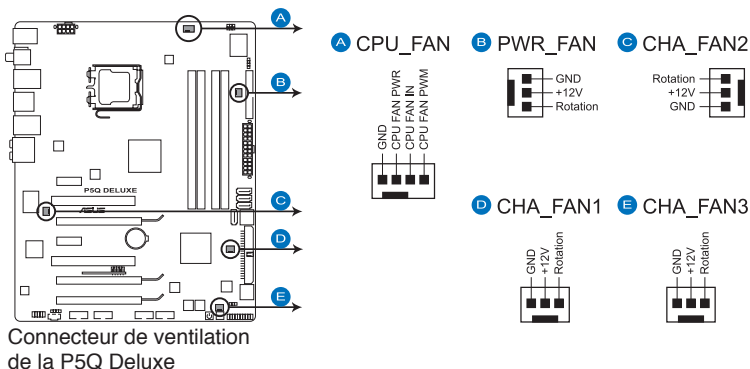 A
B
C
D
E
P5Q DELUXE
ASUS
A CPU_FAN
GND
CPU FAN PWR
CPU FAN IN
CPU FAN PWM
B PWR_FAN
GND
+12V
Rotation
C CHA_FAN2
Rotation
+12V
GND
D CHA_FAN1
GND
+12V
Rotation
E CHA_FAN3
GND
+12V
Rotation
Connecteur de ventilation
de la P5Q Deluxe